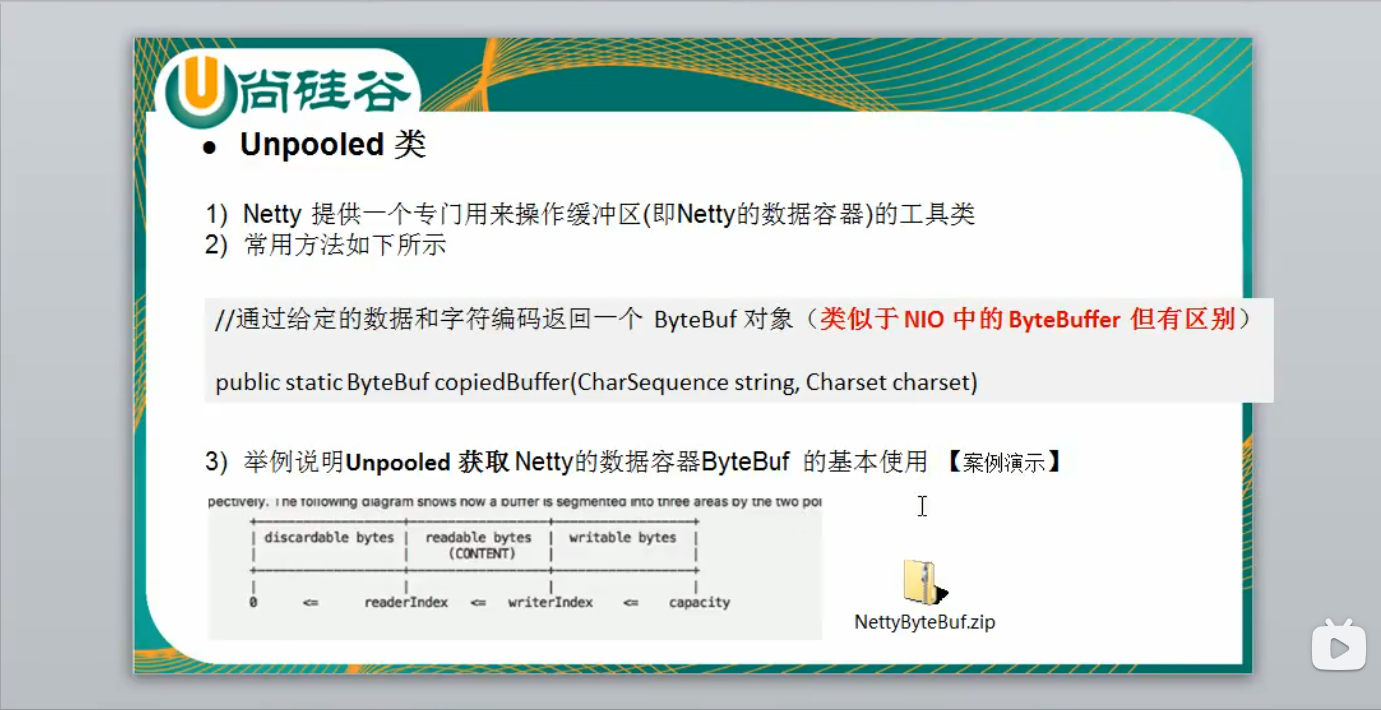 尚硅谷
● Unpooled 类
1) Netty 提供一个专门用来操作缓冲区(即Netty的数据容器)的工具类
2) 常用方法如下所示
//通过给定的数据和字符编码返回一个 ByteBuf 对象（类似于 NIO 中的 ByteBuffer 但有区别）
public static ByteBuf copiedBuffer(CharSequence string, Charset charset)
3) 举例说明Unpooled 获取 Netty的数据容器ByteBuf 的基本使用 【案例演示】
pectively. The following diagram shows how a buffer is segmented into three areas by the two poi
| discardable bytes | readable bytes | writable bytes |
| | (CONTENT) | |
0 <= readerIndex <= writerIndex <= capacity
NettyByteBuf.zip